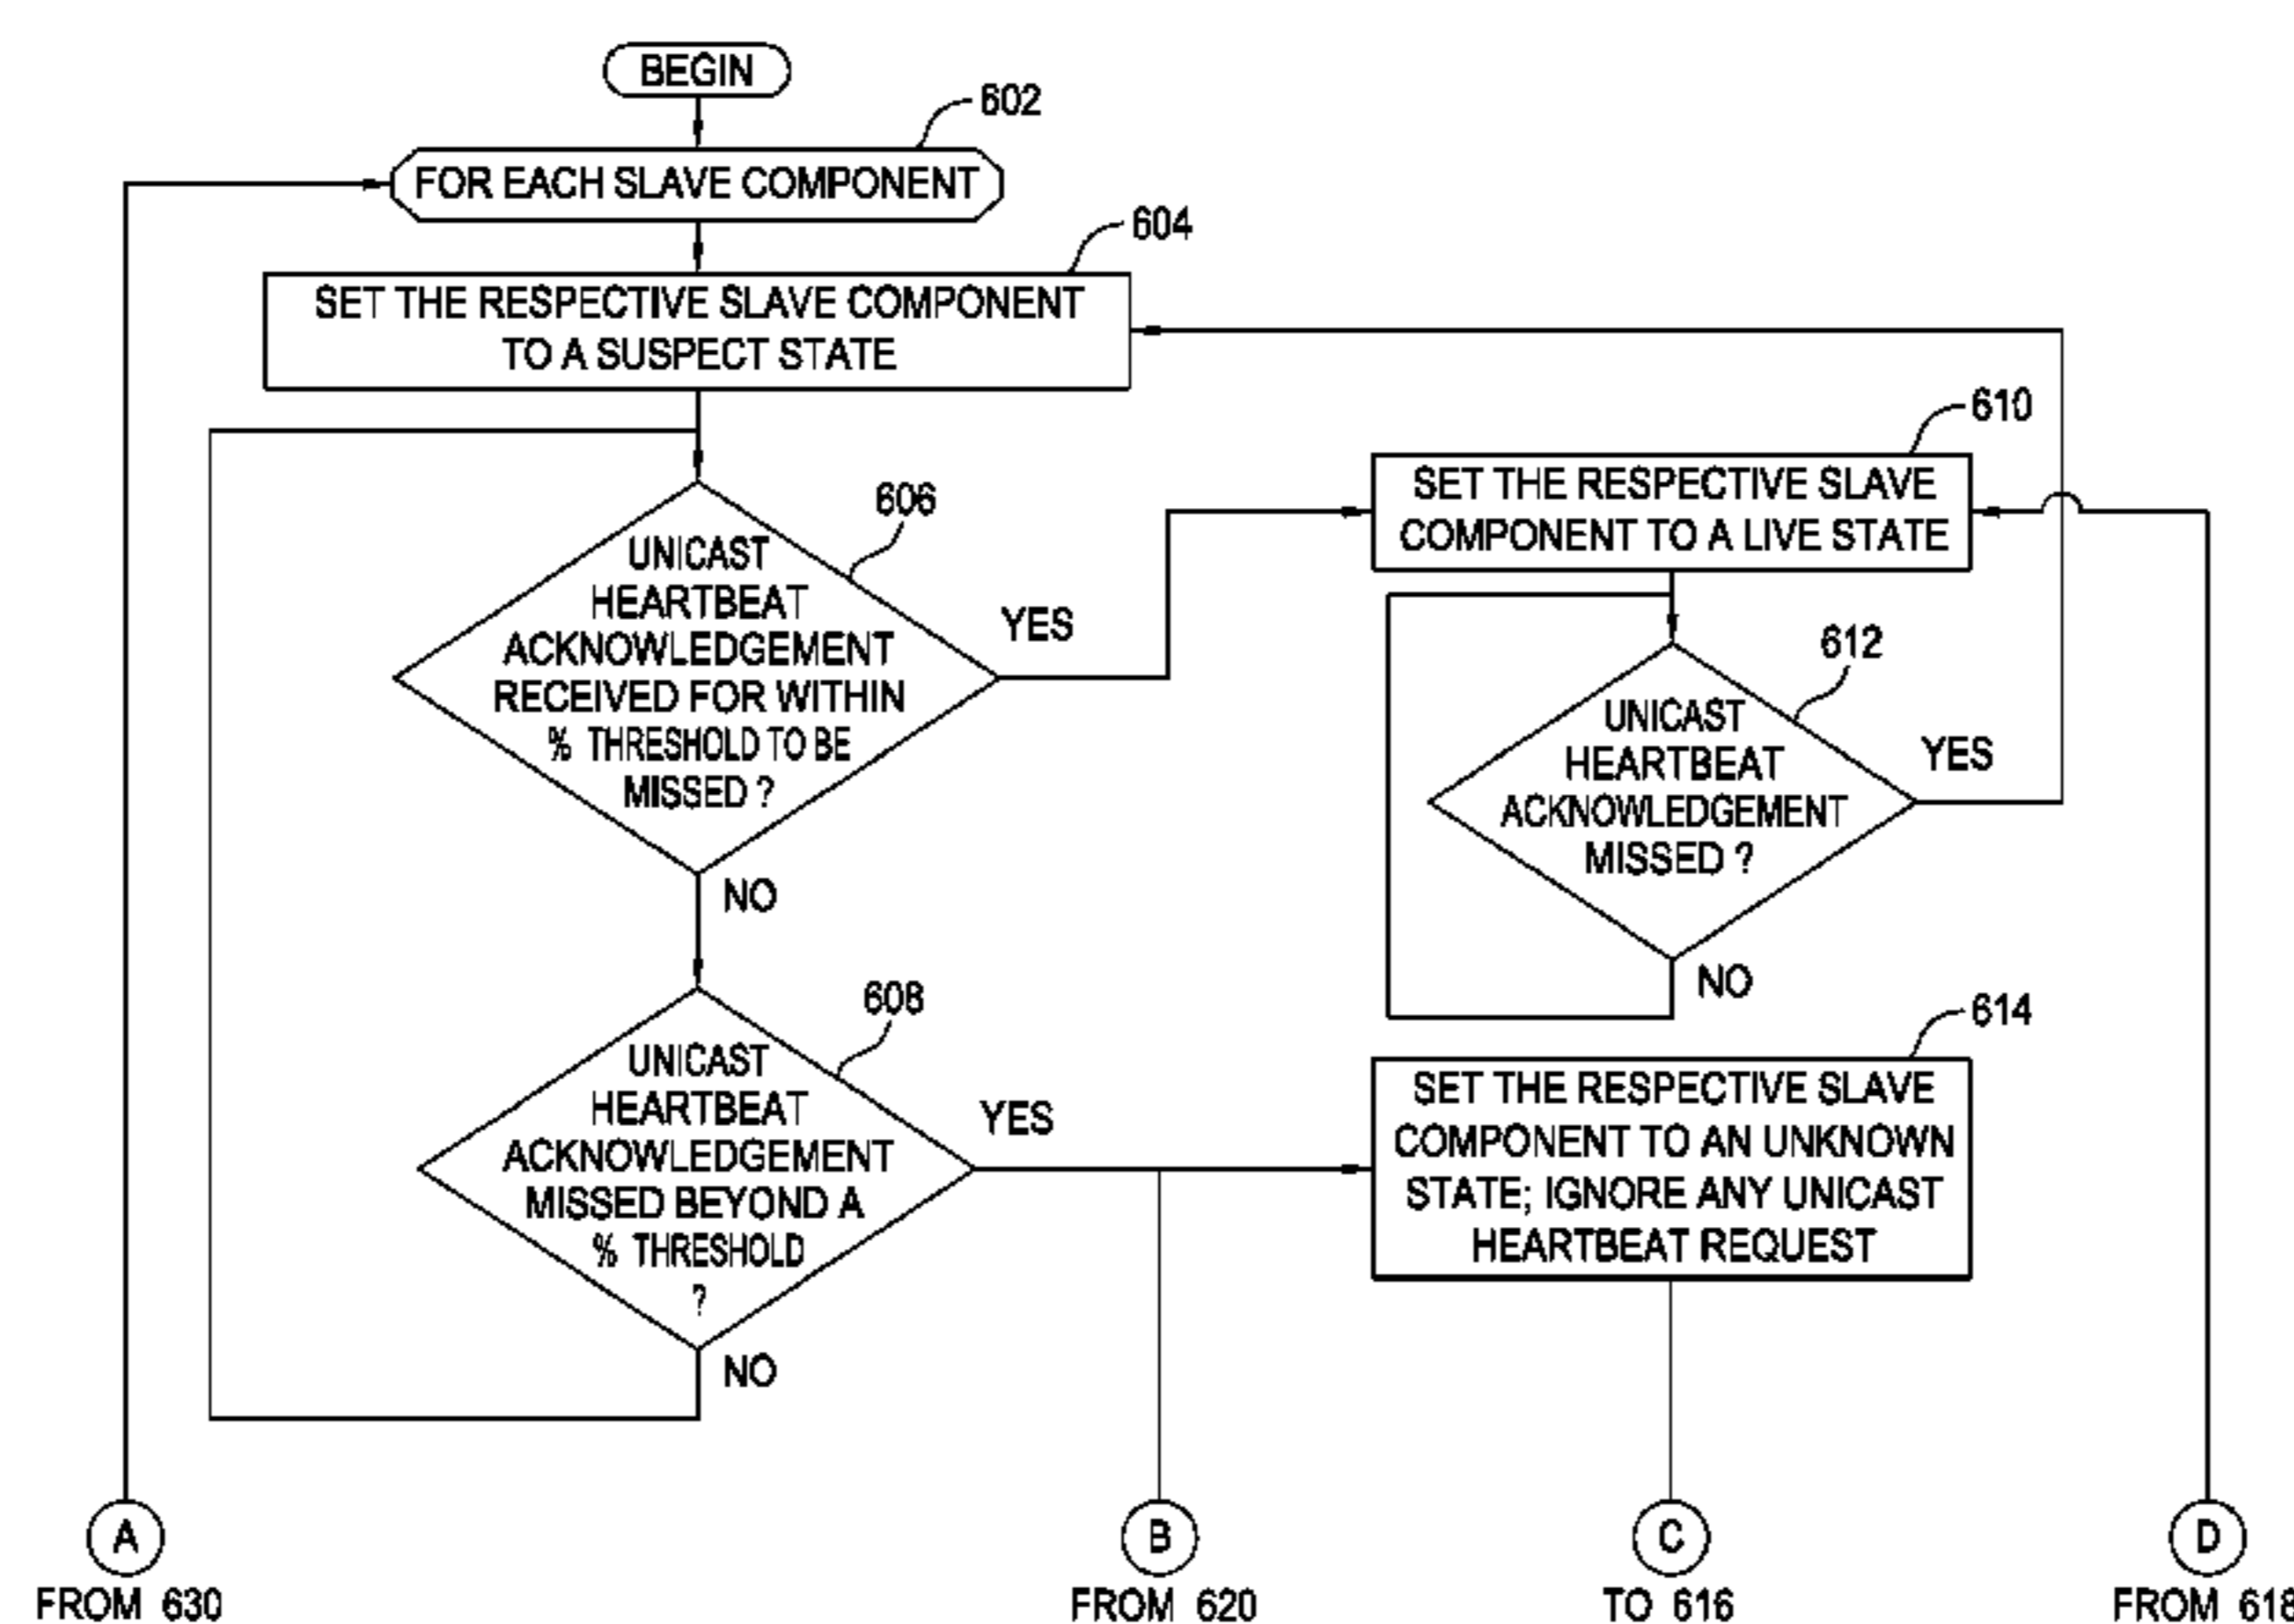 BEGIN
602
FOR EACH SLAVE COMPONENT
604
SET THE RESPECTIVE SLAVE COMPONENT
TO A SUSPECT STATE
606
UNICAST
HEARTBEAT
ACKNOWLEDGEMENT
RECEIVED FOR WITHIN
% THRESHOLD TO BE
MISSED ?
YES
NO
610
SET THE RESPECTIVE SLAVE
COMPONENT TO A LIVE STATE
612
UNICAST
HEARTBEAT
ACKNOWLEDGEMENT
MISSED ?
YES
NO
608
UNICAST
HEARTBEAT
ACKNOWLEDGEMENT
MISSED BEYOND A
% THRESHOLD
?
YES
NO
614
SET THE RESPECTIVE SLAVE
COMPONENT TO AN UNKNOWN
STATE; IGNORE ANY UNICAST
HEARTBEAT REQUEST
A
FROM 630
B
FROM 620
C
TO 616
D
FROM 618